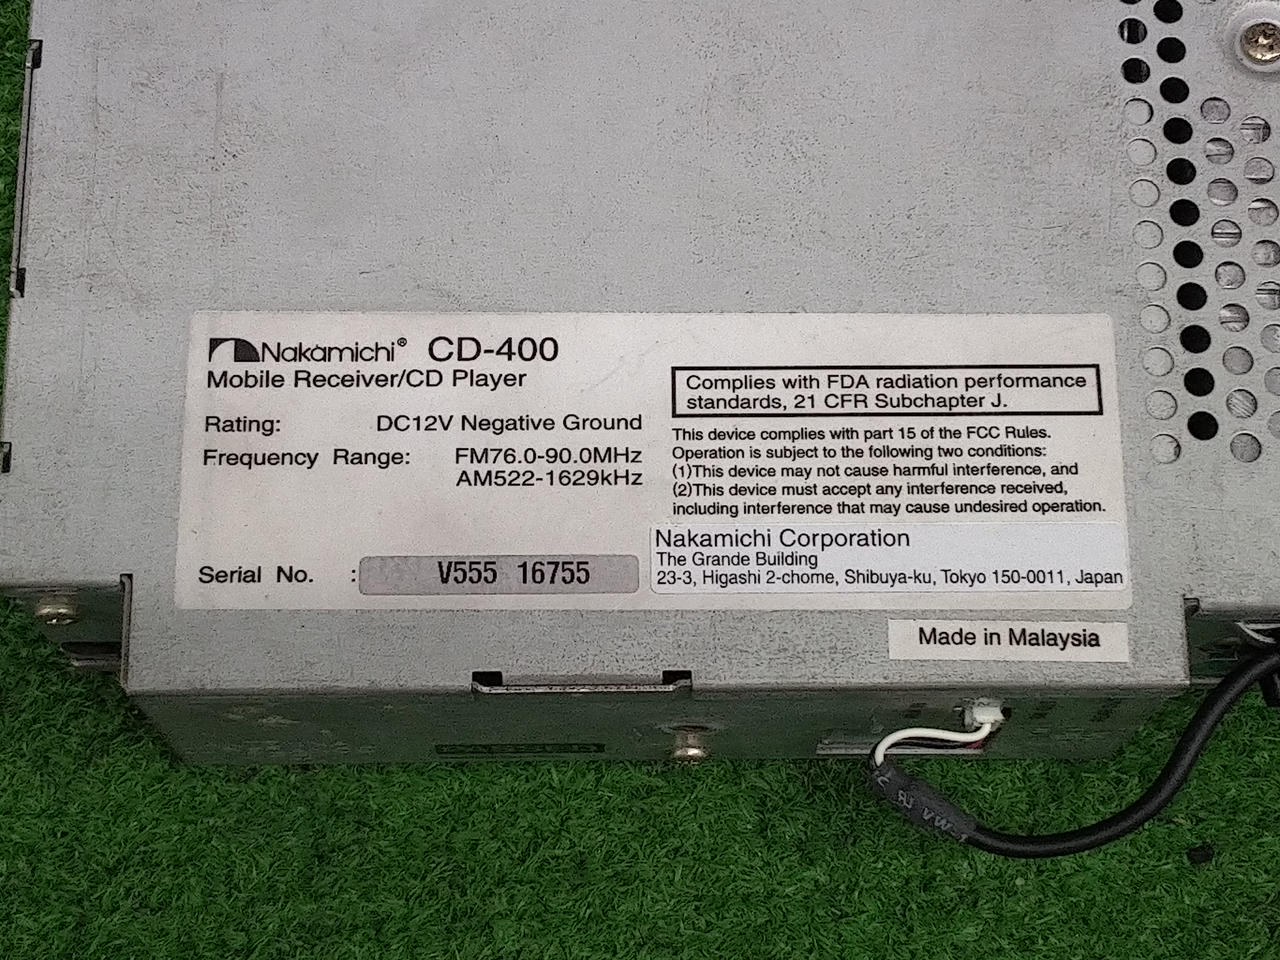 Nakamichi® CD-400
Mobile Receiver/CD Player
Rating: DC12V Negative Ground
Frequency Range: FM76.0-90.0MHz
AM522-1629kHz
Serial No. : V555 16755
Complies with FDA radiation performance
standards, 21 CFR Subchapter J.
This device complies with part 15 of the FCC Rules.
Operation is subject to the following two conditions:
(1)This device may not cause harmful interference, and
(2)This device must accept any interference received,
including interference that may cause undesired operation.
Nakamichi Corporation
The Grande Building
23-3, Higashi 2-chome, Shibuya-ku, Tokyo 150-0011, Japan
Made in Malaysia
VW-1